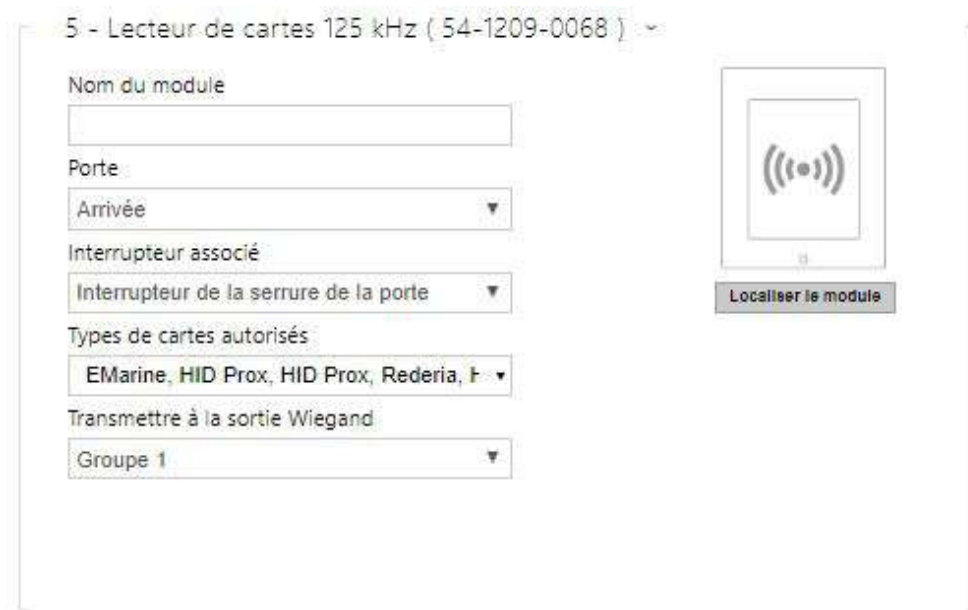 5 - Lecteur de cartes 125 kHz ( 54-1209-0068 )
Nom du module
Porte
Arrivée
Interrupteur associé
Interrupteur de la serrure de la porte
Localiser le module
Types de cartes autorisés
EMarine, HID Prox, HID Prox, Rederia,
Transmettre à la sortie Wiegand
Groupe 1